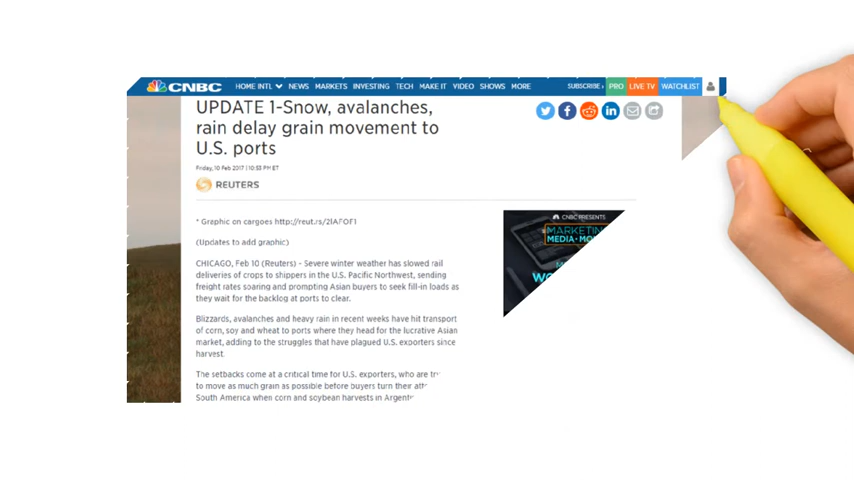 CNBC HOME INTL NEWS MARKETS INVESTING TECH MAKE IT VIDEO SHOWS MORE SUBSCRIBE PRO LIVE TV WATCHLIST
UPDATE 1-Snow, avalanches,
rain delay grain movement to
U.S. ports
Friday, 10 Feb 2017 | 10:53 PM ET
REUTERS
* Graphic on cargoes
(Updates to add graphic)
CHICAGO, Feb 10 (Reuters) - Severe winter weather has slowed rail
deliveries of crops to shippers in the U.S. Pacific Northwest, sending
freight rates soaring and prompting Asian buyers to seek fill-in loads as
they wait for the backlog at ports to clear.
Blizzards, avalanches and heavy rain in recent weeks have hit transport
of corn, soy and wheat to ports where they head for the lucrative Asian
market, adding to the struggles that have plagued U.S. exporters since
harvest.
The setbacks come at a critical time for U.S. exporters, who are
to move as much grain as possible before buyers turn their
South America when corn and soybean harvests in
CNBC PRESENTS
MARKETING
MEDIA